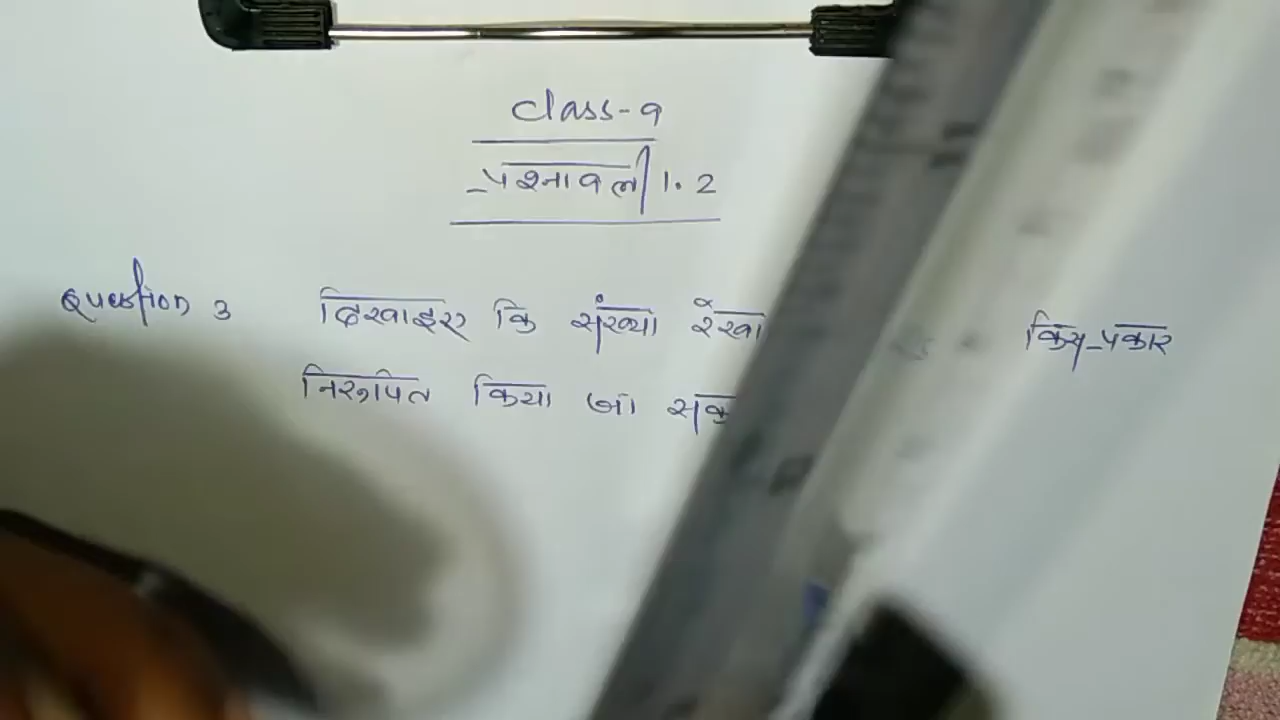 Class-9
प्रश्नावली 1.2
Question 3 दिखाइए कि संख्या रेखा किस प्रकार
निरूपित किया जा